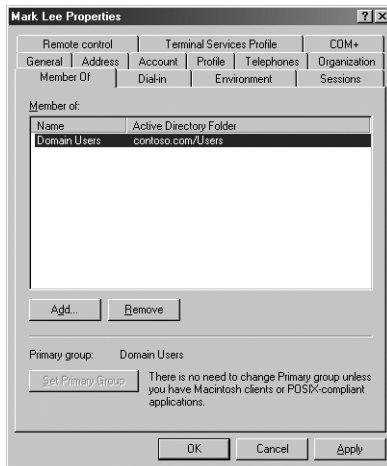 Mark Lee Properties
Remote control Terminal Services Profile COM+
General Address Account Profile Telephones Organization
Member Of Dial-in Environment Sessions
Member of:
Name Active Directory Folder
Domain Users contoso.com/Users
Add... Remove
Primary group: Domain Users
Set Primary Group
There is no need to change Primary group unless
you have Macintosh clients or POSIX-compliant
applications.
OK Cancel Apply